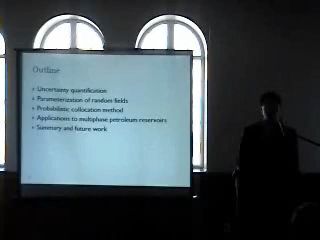 Outline
Uncertainty quantification
Parameterization of random fields
Probabilistic collocation method
Applications to multiphase petroleum reservoirs
Summary and future work